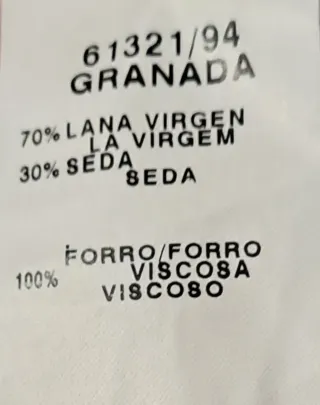 61321/94
GRANADA
70% LANA VIRGEN
LA VIRGEM
30% SEDA
SEDA
FORRO/FORRO
100% VISCOSA
VISCOSO